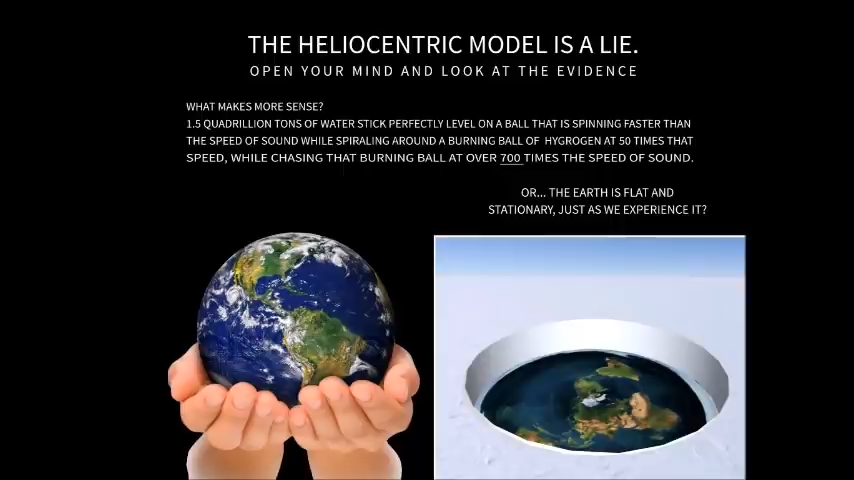 THE HELIOCENTRIC MODEL IS A LIE.
OPEN YOUR MIND AND LOOK AT THE EVIDENCE
WHAT MAKES MORE SENSE?
1.5 QUADRILLION TONS OF WATER STICK PERFECTLY LEVEL ON A BALL THAT IS SPINNING FASTER THAN
THE SPEED OF SOUND WHILE SPIRALING AROUND A BURNING BALL OF HYGROGEN AT 50 TIMES THAT
SPEED, WHILE CHASING THAT BURNING BALL AT OVER 700 TIMES THE SPEED OF SOUND.
OR... THE EARTH IS FLAT AND
STATIONARY, JUST AS WE EXPERIENCE IT?